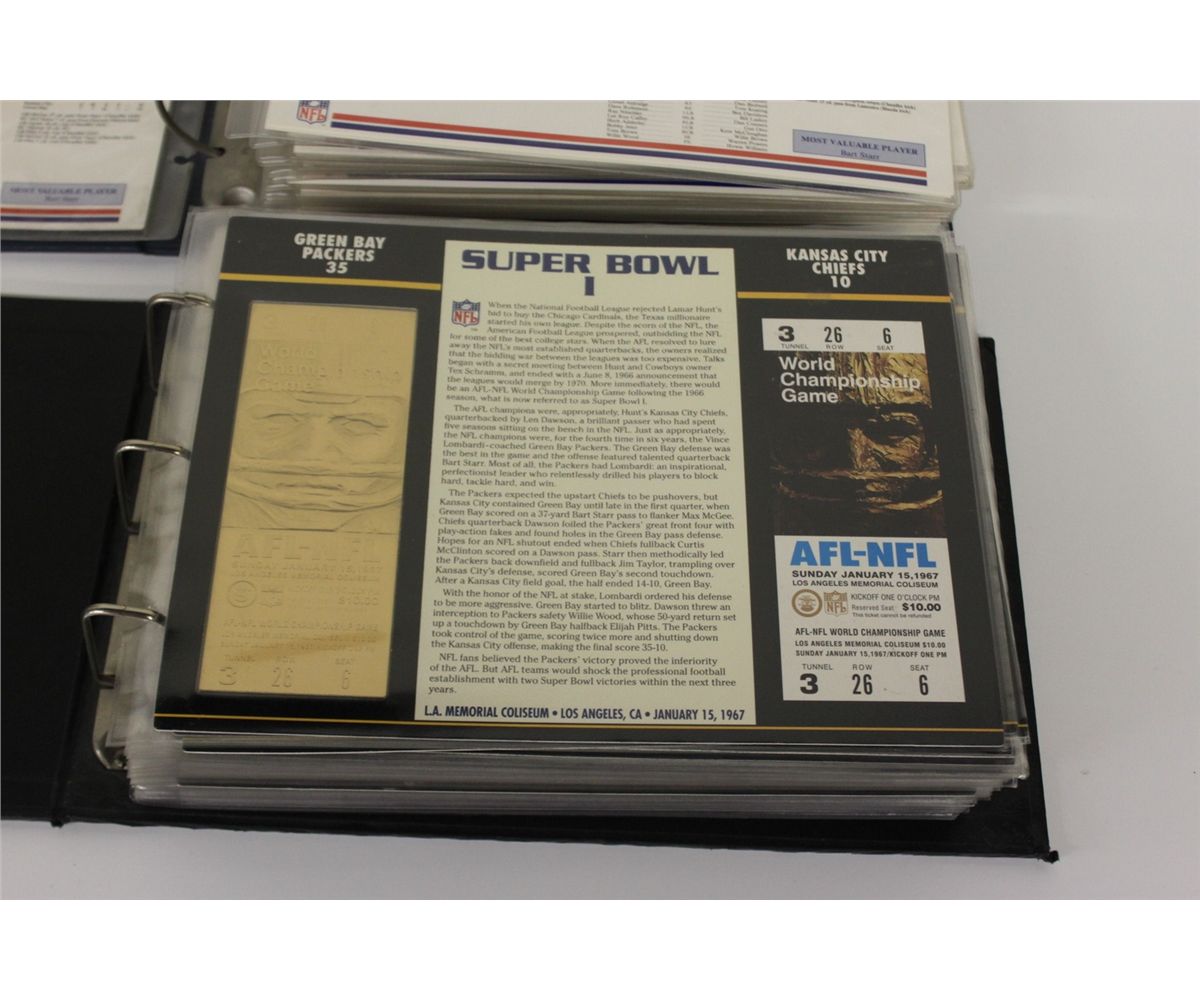 MOST VALUABLE PLAYER
Bart Starr
NFL
MOST VALUABLE PLAYER
Bart Starr
GREEN BAY
PACKERS
35
SUPER BOWL
I
KANSAS CITY
CHIEFS
10
NFL
When the National Football League rejected Lamar Hunt's
bid to buy the Chicago Cardinals, the Texas millionaire
started his own league. Despite the scorn of the NFL, the
American Football League prospered, outbidding the NFL
for some of the best college stars. When the AFL resolved to lure
away the NFL's most established quarterbacks, the owners realized
that the bidding war between the leagues was too expensive. Talks
began with a secret meeting between Hunt and Cowboys owner
Tex Schramm, and ended with a June 8, 1966 announcement that
the leagues would merge by 1970. More immediately, there would
be an AFL-NFL World Championship Game following the 1966
season, what is now referred to as Super Bowl I.
The AFL champions were, appropriately, Hunt's Kansas City Chiefs,
quarterbacked by Len Dawson, a brilliant passer who had spent
five seasons sitting on the bench in the NFL. Just as appropriately,
the NFL champions were, for the fourth time in six years, the Vince
Lombardi-coached Green Bay Packers. The Green Bay defense was
the best in the game and the offense featured talented quarterback
Bart Starr. Most of all, the Packers had Lombardi: an inspirational,
perfectionist leader who relentlessly drilled his players to block
hard, tackle hard, and win.
The Packers expected the upstart Chiefs to be pushovers, but
Kansas City contained Green Bay until late in the first quarter, when
Green Bay scored on a 37-yard Bart Starr pass to flanker Max McGee.
Chiefs quarterback Dawson foiled the Packers' great front four with
play-action fakes and found holes in the Green Bay pass defense.
Hopes for an NFL shutout ended when Chiefs fullback Curtis
McClinton scored on a Dawson pass. Starr then methodically led
the Packers back downfield and fullback Jim Taylor, trampling over
Kansas City's defense, scored Green Bay's second touchdown.
After a Kansas City field goal, the half ended 14-10, Green Bay.
With the honor of the NFL at stake, Lombardi ordered his defense
to be more aggressive. Green Bay started to blitz. Dawson threw an
interception to Packers safety Willie Wood, whose 50-yard return set
up a touchdown by Green Bay halfback Elijah Pitts. The Packers
took control of the game, scoring twice more and shutting down
the Kansas City offense, making the final score 35-10.
NFL fans believed the Packers' victory proved the inferiority
of the AFL. But AFL teams would shock the professional football
establishment with two Super Bowl victories within the next three
years.
L.A. MEMORIAL COLISEUM • LOS ANGELES, CA • JANUARY 15, 1967
World
Championship
Game
AFL-NFL
SUNDAY JANUARY 15, 1967
LOS ANGELES MEMORIAL COLISEUM
$10.00
AFL-NFL WORLD CHAMPIONSHIP GAME
TUNNEL ROW SEAT
3 26 6
3 26 6
TUNNEL ROW SEAT
World
Championship
Game
AFL-NFL
SUNDAY JANUARY 15,1967
LOS ANGELES MEMORIAL COLISEUM
KICKOFF ONE O'CLOCK PM
NFL
Reserved Seat $10.00
This ticket cannot be refunded
AFL-NFL WORLD CHAMPIONSHIP GAME
LOS ANGELES MEMORIAL COLISEUM $10.00
SUNDAY JANUARY 15,1967/KICKOFF ONE PM
TUNNEL ROW SEAT
3 26 6